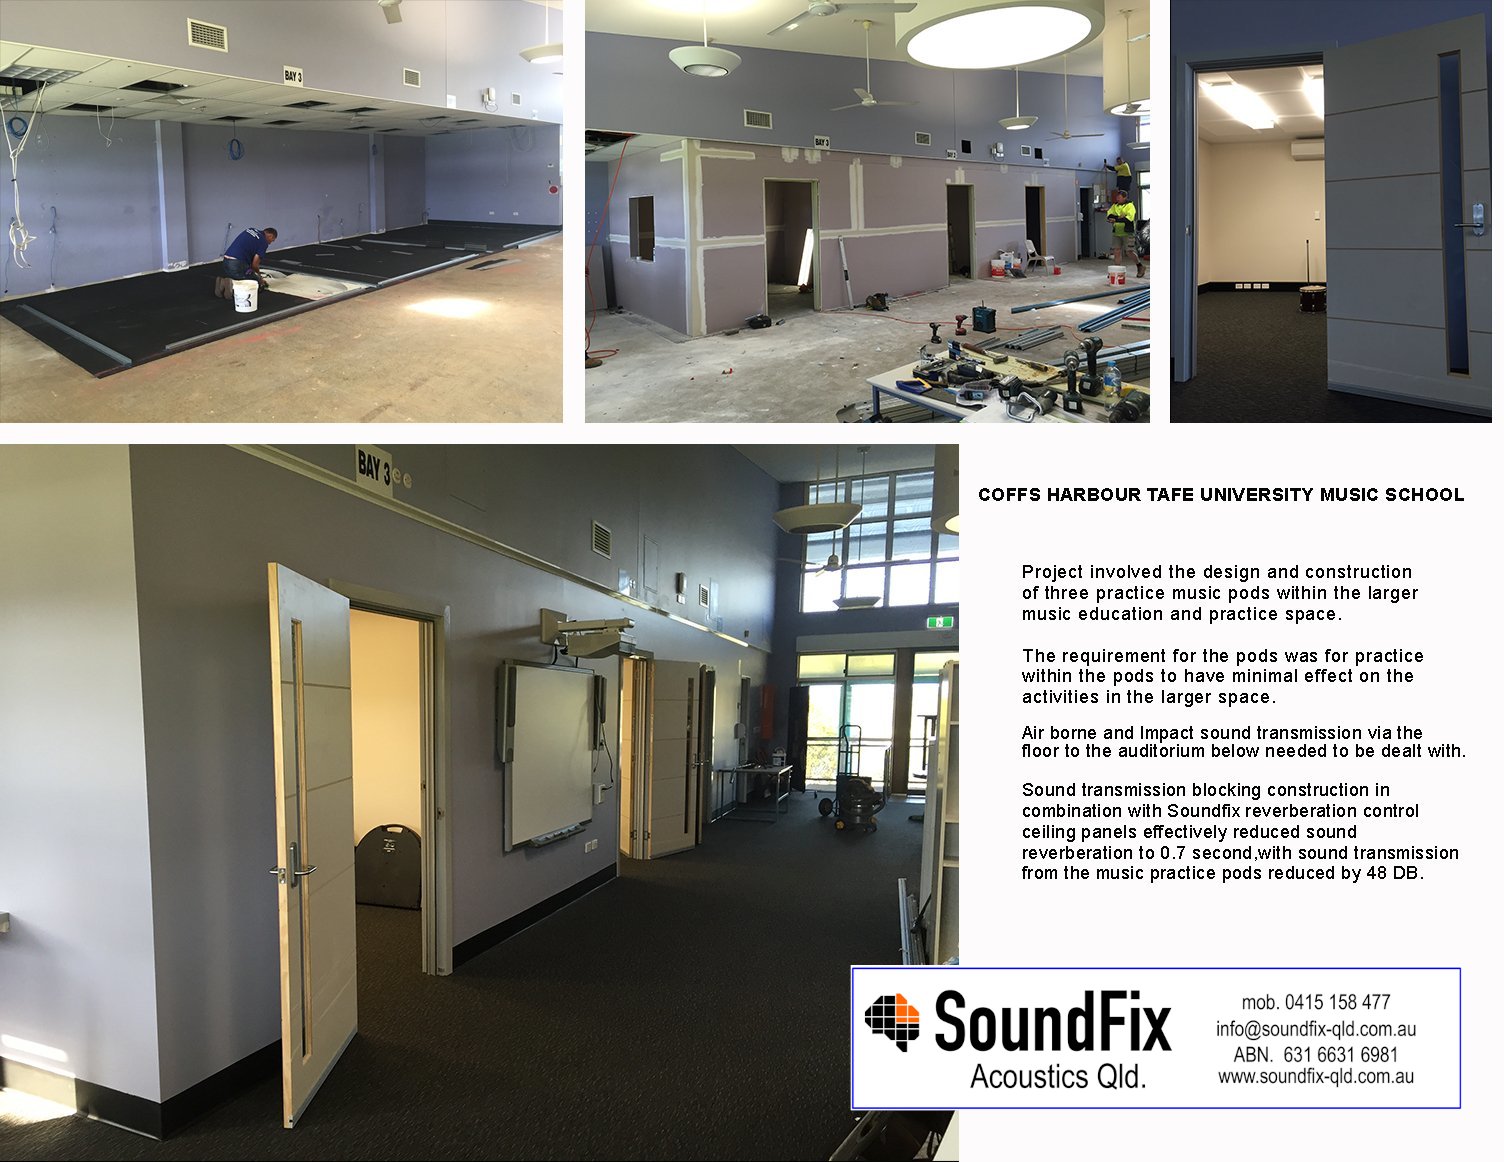 BAY 3
BAY 3
BAY 3
COFFS HARBOUR TAFE UNIVERSITY MUSIC SCHOOL
Project involved the design and construction
of three practice music pods within the larger
music education and practice space.
The requirement for the pods was for practice
within the pods to have minimal effect on the
activities in the larger space.
Air borne and Impact sound transmission via the
floor to the auditorium below needed to be dealt with.
Sound transmission blocking construction in
combination with Soundfix reverberation control
ceiling panels effectively reduced sound
reverberation to 0.7 second,with sound transmission
from the music practice pods reduced by 48 DB.
SoundFix
Acoustics Qld.
mob. 0415 158 477
info@soundfix-qld.com.au
ABN.  631 6631 6981
www.soundfix-qld.com.au